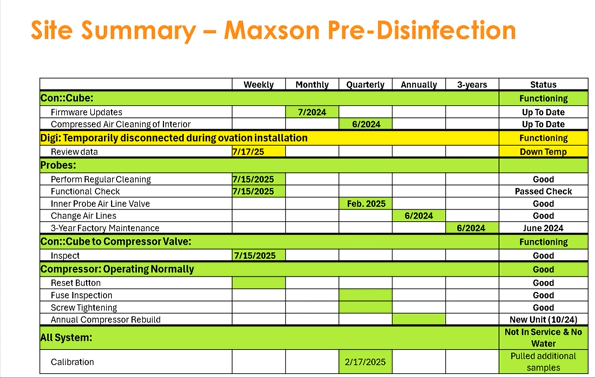 Site Summary – Maxson Pre-Disinfection
Weekly Monthly Quarterly Annually 3-years Status
Con::Cube: Functioning
Firmware Updates 7/2024 Up To Date
Compressed Air Cleaning of Interior 6/2024 Up To Date
Digi: Temporarily disconnected during ovation installation Functioning
Review data 7/17/25 Down Temp
Probes:
Perform Regular Cleaning 7/15/2025 Good
Functional Check 7/15/2025 Passed Check
Inner Probe Air Line Valve Feb. 2025 Good
Change Air Lines 6/2024 Good
3-Year Factory Maintenance 6/2024 June 2024
Con::Cube to Compressor Valve: Functioning
Inspect 7/15/2025 Good
Compressor: Operating Normally Good
Reset Button Good
Fuse Inspection Good
Screw Tightening Good
Annual Compressor Rebuild New Unit (10/24)
All System: Not In Service & No
Water
Calibration 2/17/2025 Pulled additional
samples